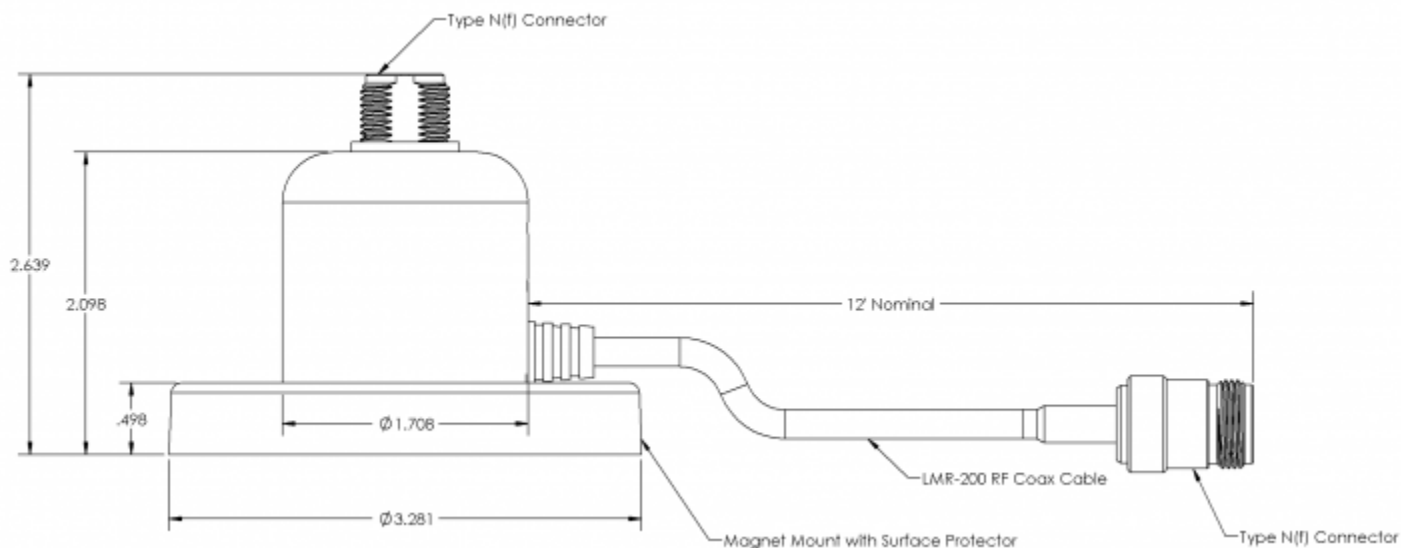 Type N(f) Connector
2.639
2.098
12' Nominal
.498
Ø1.708
LMR-200 RF Coax Cable
Ø3.281
Magnet Mount with Surface Protector
Type N(f) Connector